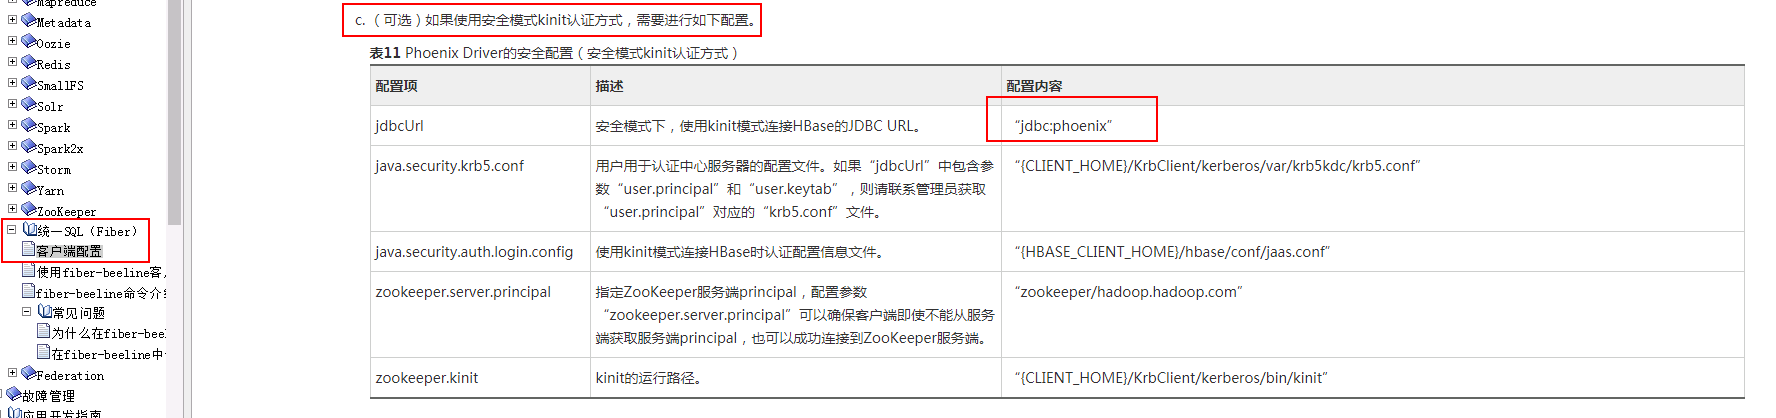 Mapreduce
Metadata
Oozie
Redis
SmallFS
Solr
Spark
Spark2x
Storm
Yarn
ZooKeeper
统一SQL（Fiber）
客户端配置
使用fiber-beeline客
fiber-beeline命令介绍
常见问题
为什么在fiber-bee
在fiber-beeline中
Federation
故障管理
应用开发指南
c.（可选）如果使用安全模式kinit认证方式，需要进行如下配置。
表11 Phoenix Driver的安全配置（安全模式kinit认证方式）
配置项 描述 配置内容
jdbcUrl 安全模式下，使用kinit模式连接HBase的JDBC URL。 “jdbc:phoenix”
java.security.krb5.conf 用户用于认证中心服务器的配置文件。如果“jdbcUrl”中包含参 “{CLIENT_HOME}/KrbClient/kerberos/var/krb5kdc/krb5.conf”
数“user.principal”和“user.keytab”，则请联系管理员获取
“user.principal”对应的“krb5.conf”文件。
java.security.auth.login.config 使用kinit模式连接HBase时认证配置信息文件。 “{HBASE_CLIENT_HOME}/hbase/conf/jaas.conf”
zookeeper.server.principal 指定ZooKeeper服务端principal，配置参数 “zookeeper/hadoop.hadoop.com”
“zookeeper.server.principal”可以确保客户端即使不能从服务
端获取服务端principal，也可以成功连接到ZooKeeper服务端。
zookeeper.kinit kinit的运行路径。 “{CLIENT_HOME}/KrbClient/kerberos/bin/kinit”